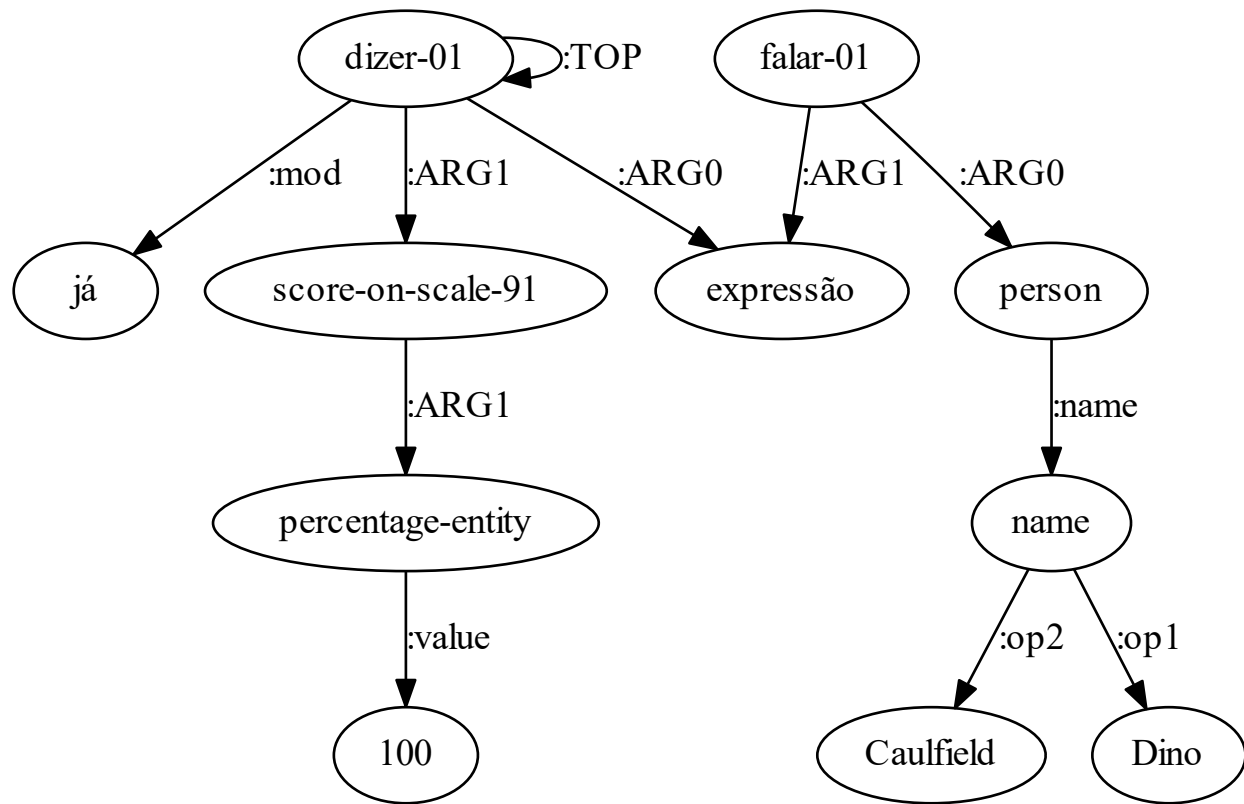 dizer-01
:TOP
falar-01
:mod
:ARG1
:ARG0
:ARG1
:ARG0
já
score-on-scale-91
expressão
person
:ARG1
:name
percentage-entity
name
:value
:op2
:op1
100
Caulfield
Dino